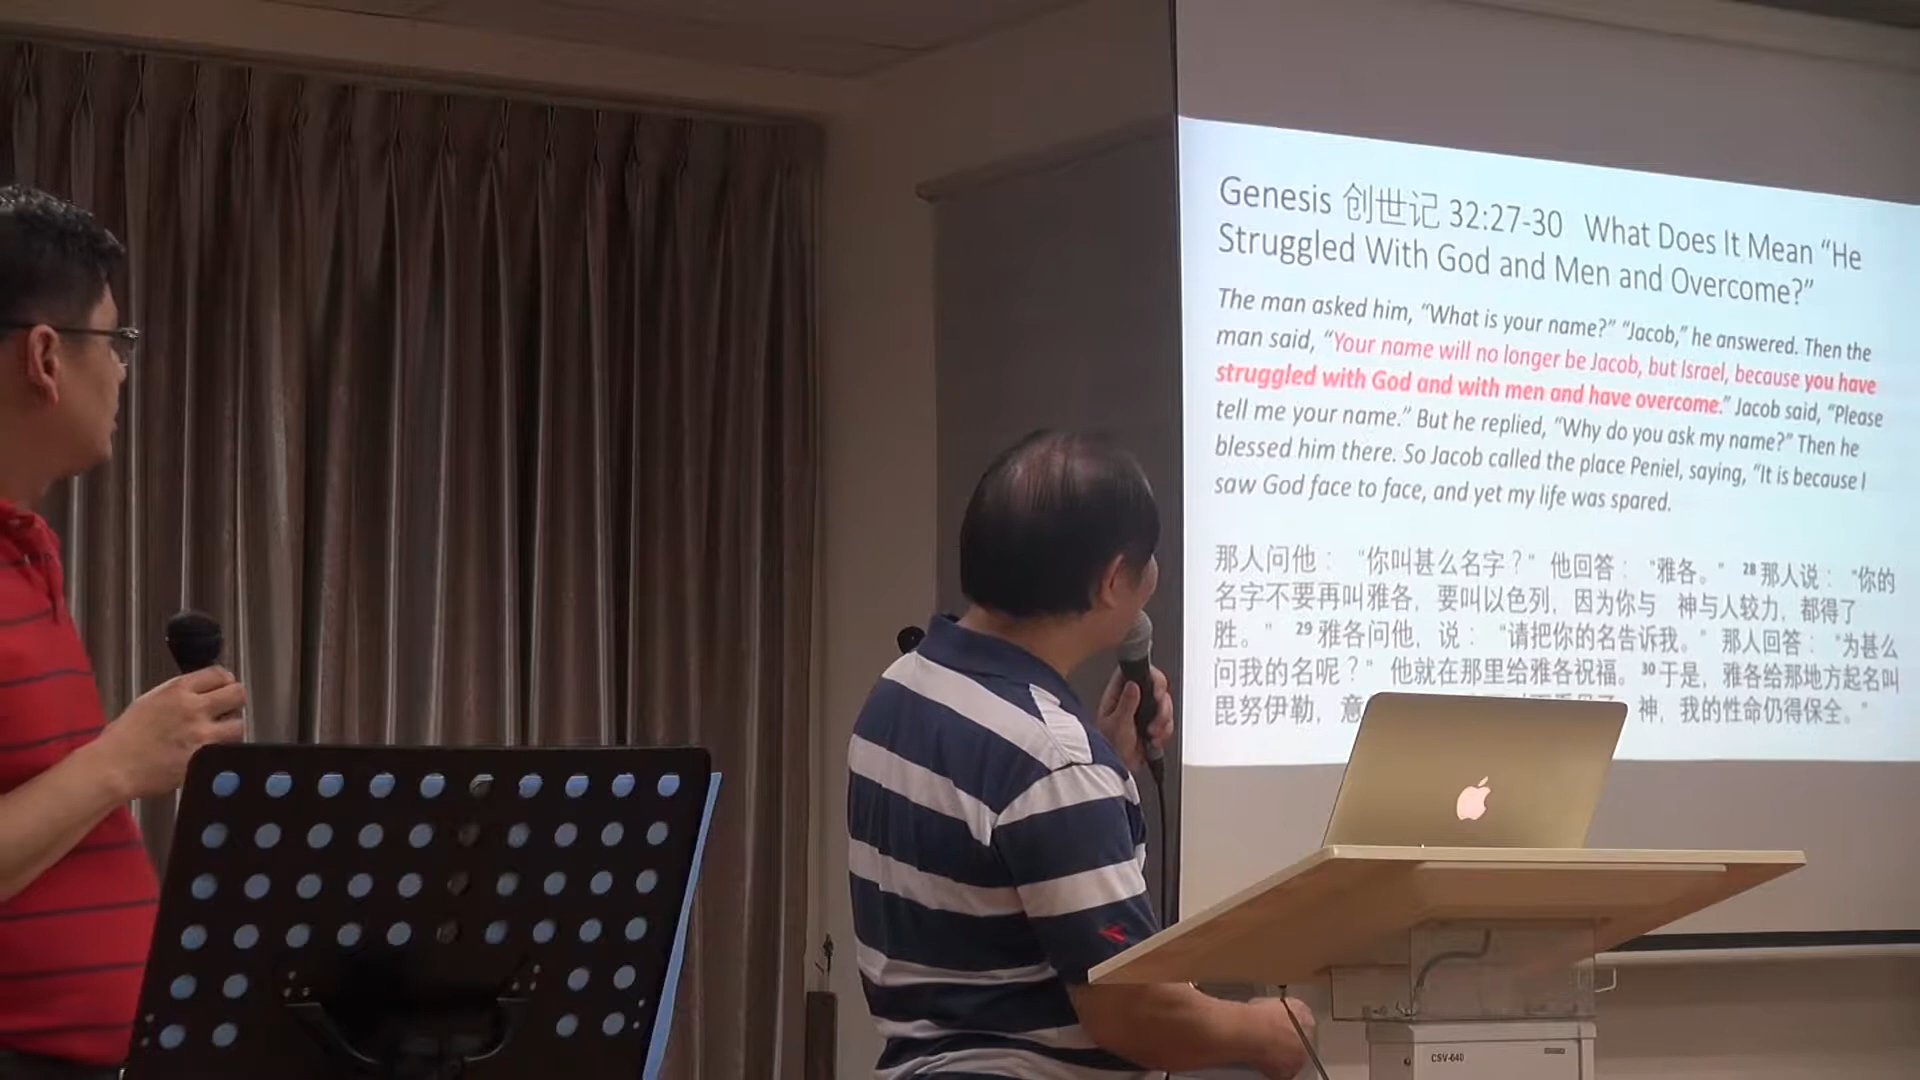 Genesis 创世记 32:27-30 What Does It Mean “He
Struggled With God and Men and Overcome?”
The man asked him, “What is your name?” “Jacob,” he answered. Then the
man said, “Your name will no longer be Jacob, but Israel, because you have
struggled with God and with men and have overcome.” Jacob said, “Please
tell me your name.” But he replied, “Why do you ask my name?” Then he
blessed him there. So Jacob called the place Peniel, saying, “It is because I
saw God face to face, and yet my life was spared.
那人问他：“你叫甚么名字？” 他回答：“雅各。” 28 那人说：“你的
名字不要再叫雅各，要叫以色列，因为你与 神与人较力，都得了
胜。” 29 雅各问他，说：“请把你的名告诉我。” 那人回答：“为甚么
问我的名呢？” 他就在那里给雅各祝福。30 于是，雅各给那地方起名叫
毘努伊勒，意 神，我的性命仍得保全。”
CSV-640